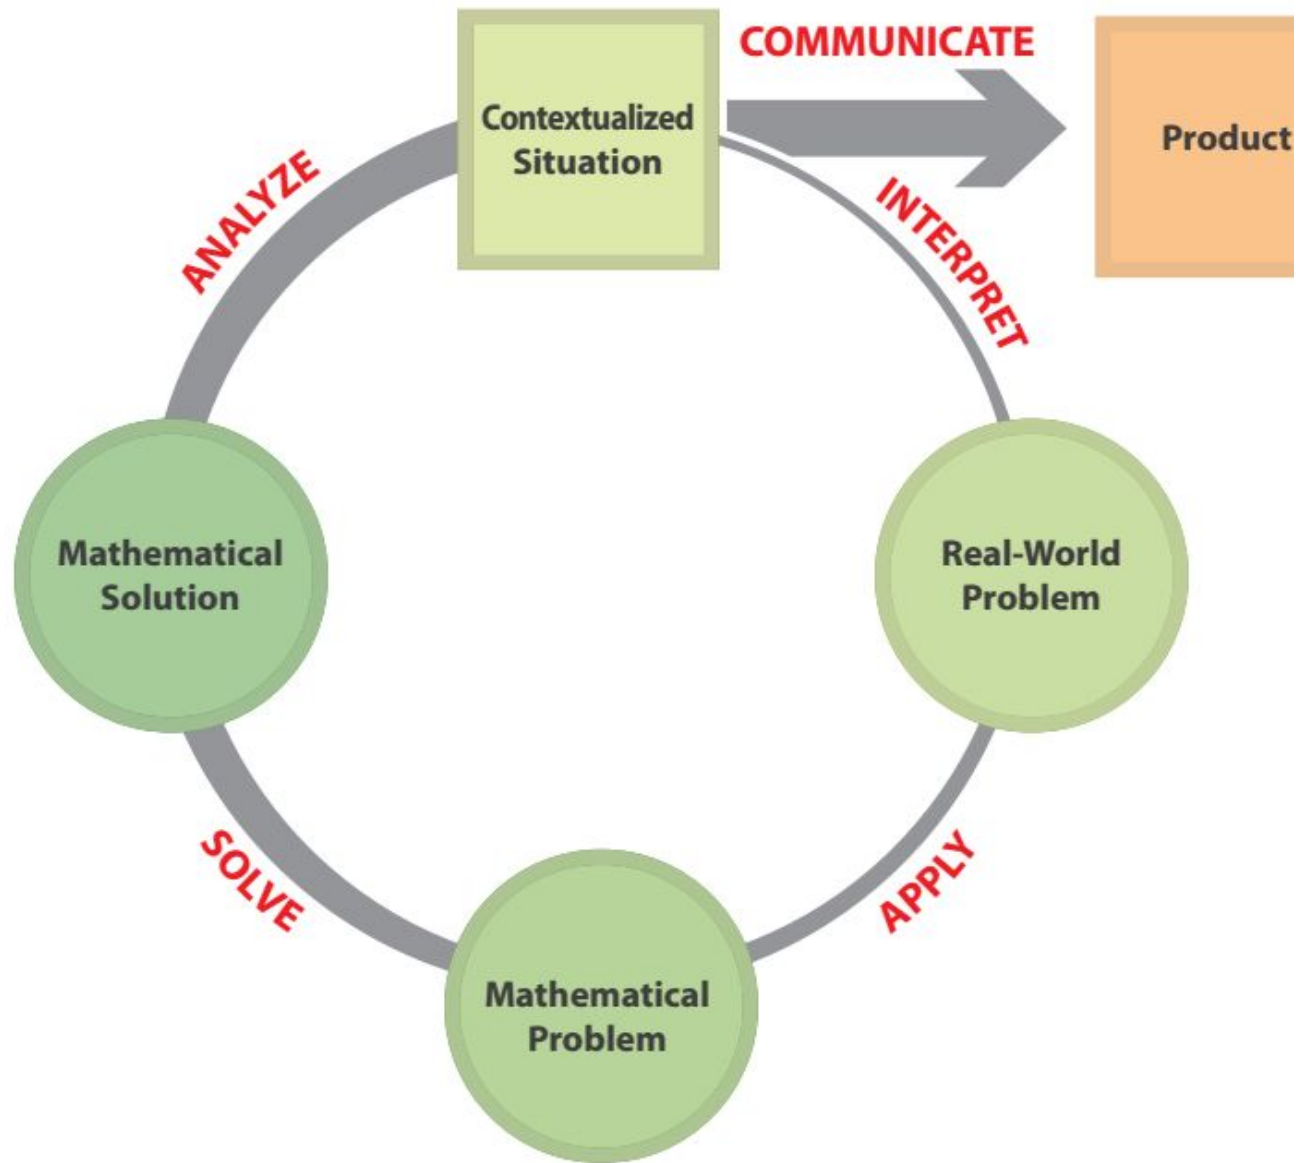 COMMUNICATE
Contextualized
Situation
Product
ANALYZE
INTERPRET
Mathematical
Solution
Real-World
Problem
SOLVE
APPLY
Mathematical
Problem